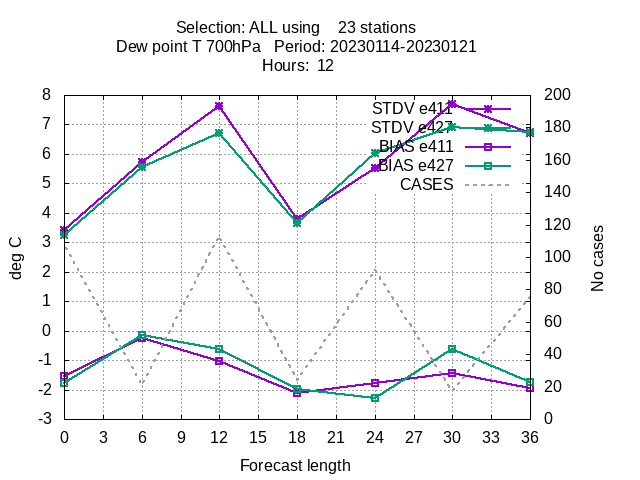 Selection: ALL using 23 stations
Dew point T 700hPa Period: 20230114-20230121
Hours: 12
8
7
6
5
4
3
2
1
0
-1
-2
-3
deg C
STDV e411
STDV e427
BIAS e411
BIAS e427
CASES
200
180
160
140
120
100
80
60
40
20
0
No cases
0 3 6 9 12 15 18 21 24 27 30 33 36
Forecast length